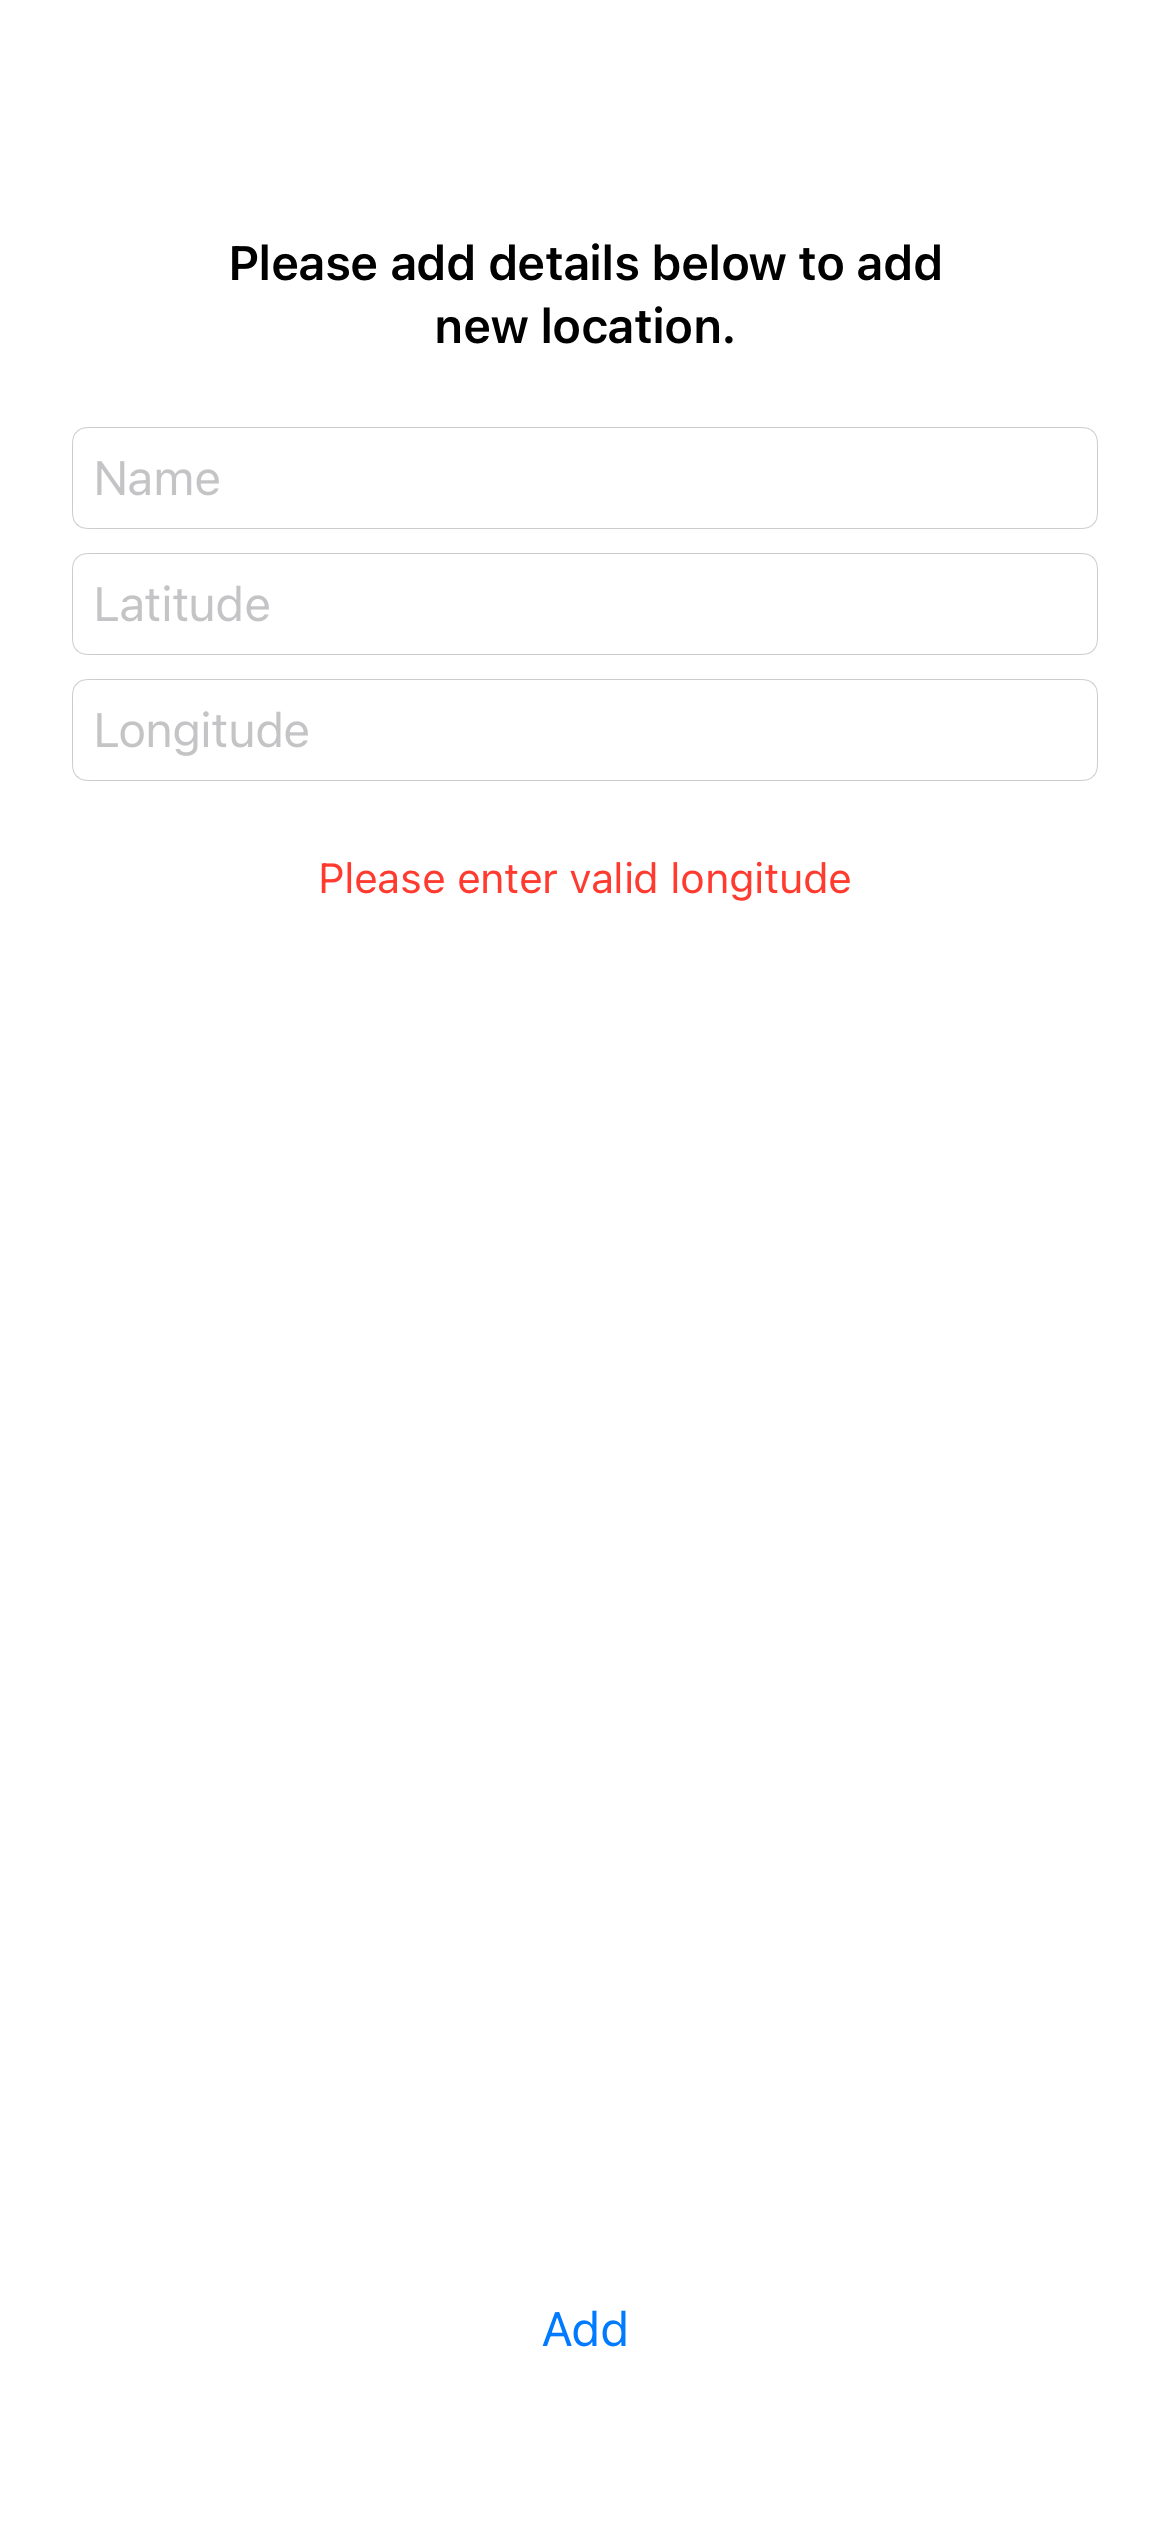 Please add details below to add
new location.
Name
Latitude
Longitude
Please enter valid longitude
Add